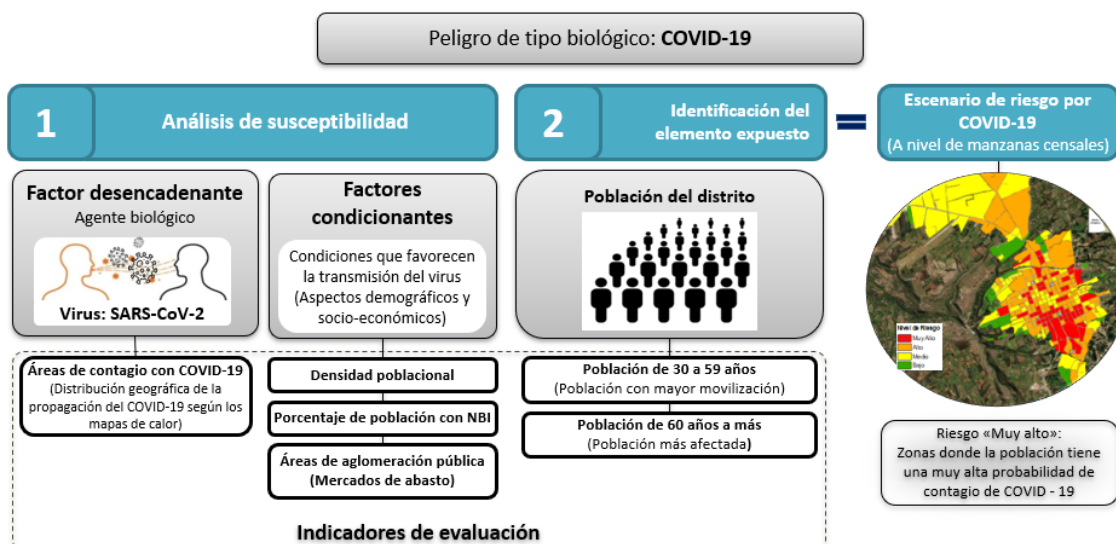 Peligro de tipo biológico: COVID-19
1
Análisis de susceptibilidad
2
Identificación del
elemento expuesto
=
Escenario de riesgo por
COVID-19
(A nivel de manzanas censales)
Factor desencadenante
Agente biológico
Virus: SARS-CoV-2
Factores
condicionantes
Condiciones que favorecen
la transmisión del virus
(Aspectos demográficos y
socio-económicos)
Población del distrito
Áreas de contagio con COVID-19
(Distribución geográfica de la
propagación del COVID-19 según los
mapas de calor)
Densidad poblacional
Porcentaje de población con NBI
Áreas de aglomeración pública
(Mercados de abasto)
Población de 30 a 59 años
(Población con mayor movilización)
Población de 60 años a más
(Población más afectada)
Indicadores de evaluación
Nivel de Riesgo
Muy Alto
Alto
Medio
Bajo
Riesgo «Muy alto»:
Zonas donde la población tiene
una muy alta probabilidad de
contagio de COVID - 19